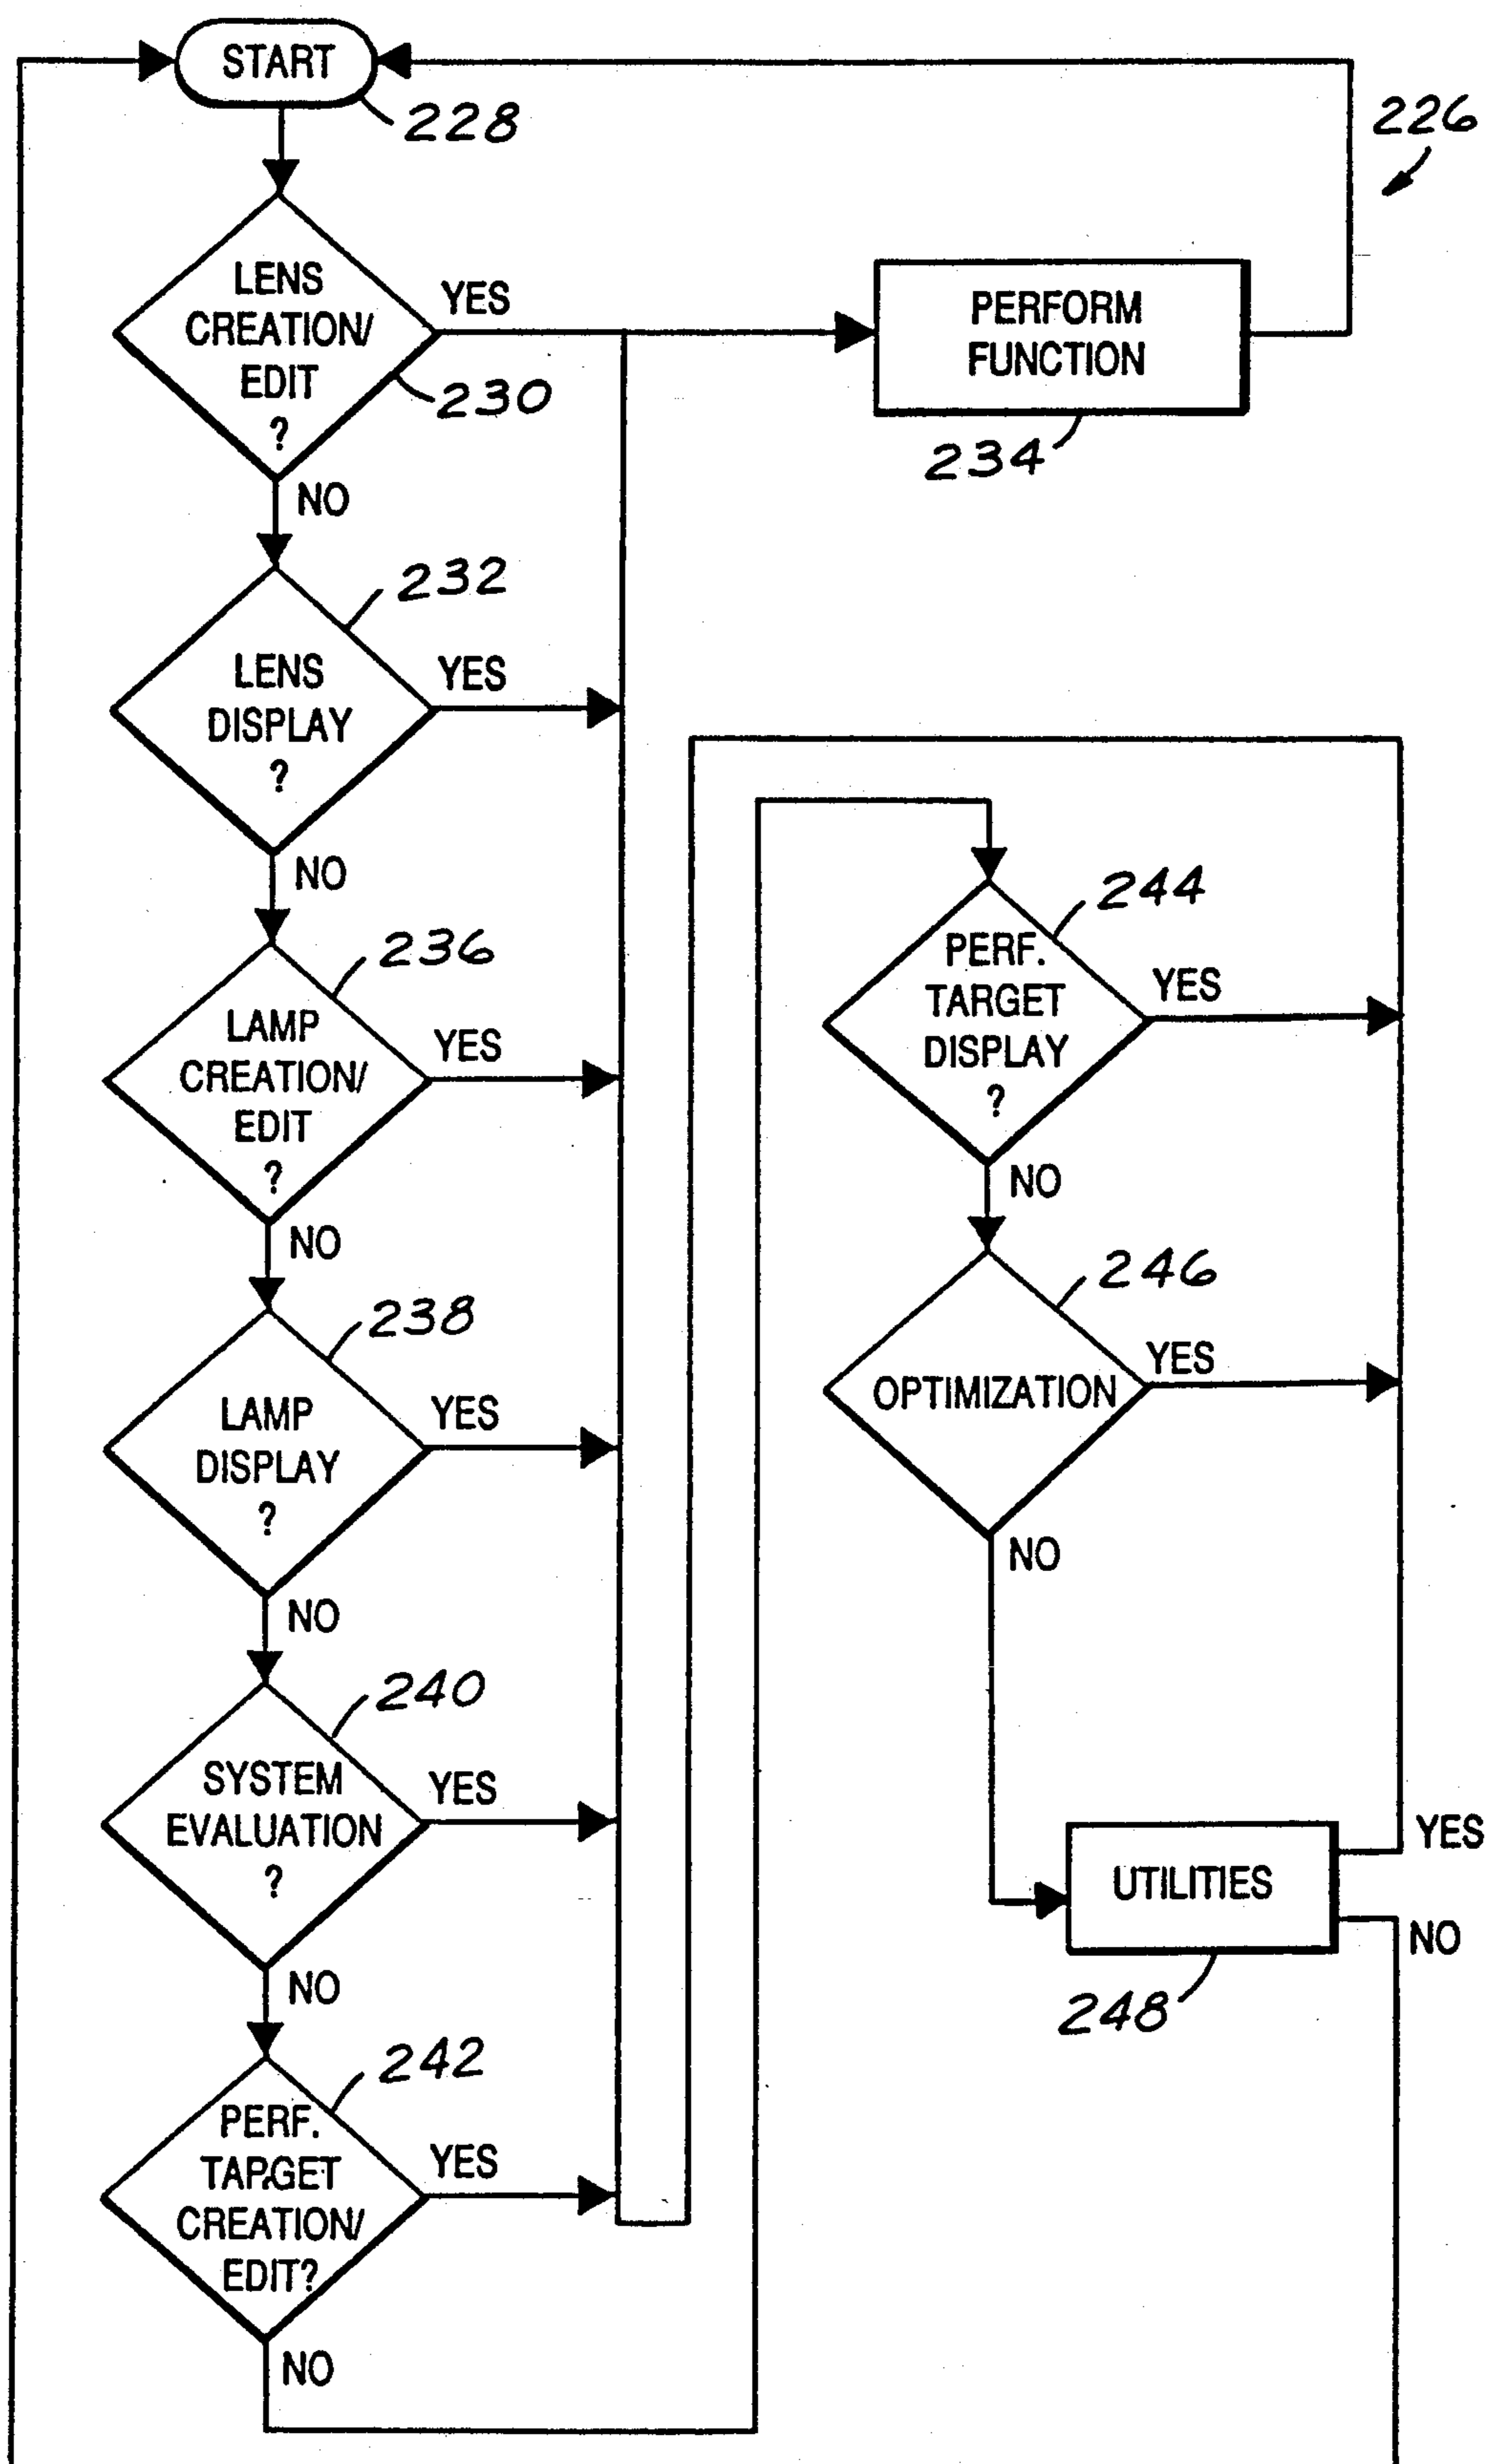 START
228
226
LENS
CREATION/
EDIT
?
YES
230
NO
PERFORM
FUNCTION
234
232
LENS
DISPLAY
?
YES
NO
236
LAMP
CREATION/
EDIT
?
YES
NO
238
LAMP
DISPLAY
?
YES
NO
240
SYSTEM
EVALUATION
?
YES
NO
242
PERF.
TARGET
CREATION/
EDIT?
YES
NO
244
PERF.
TARGET
DISPLAY
?
YES
NO
246
OPTIMIZATION
YES
NO
UTILITIES
YES
NO
248